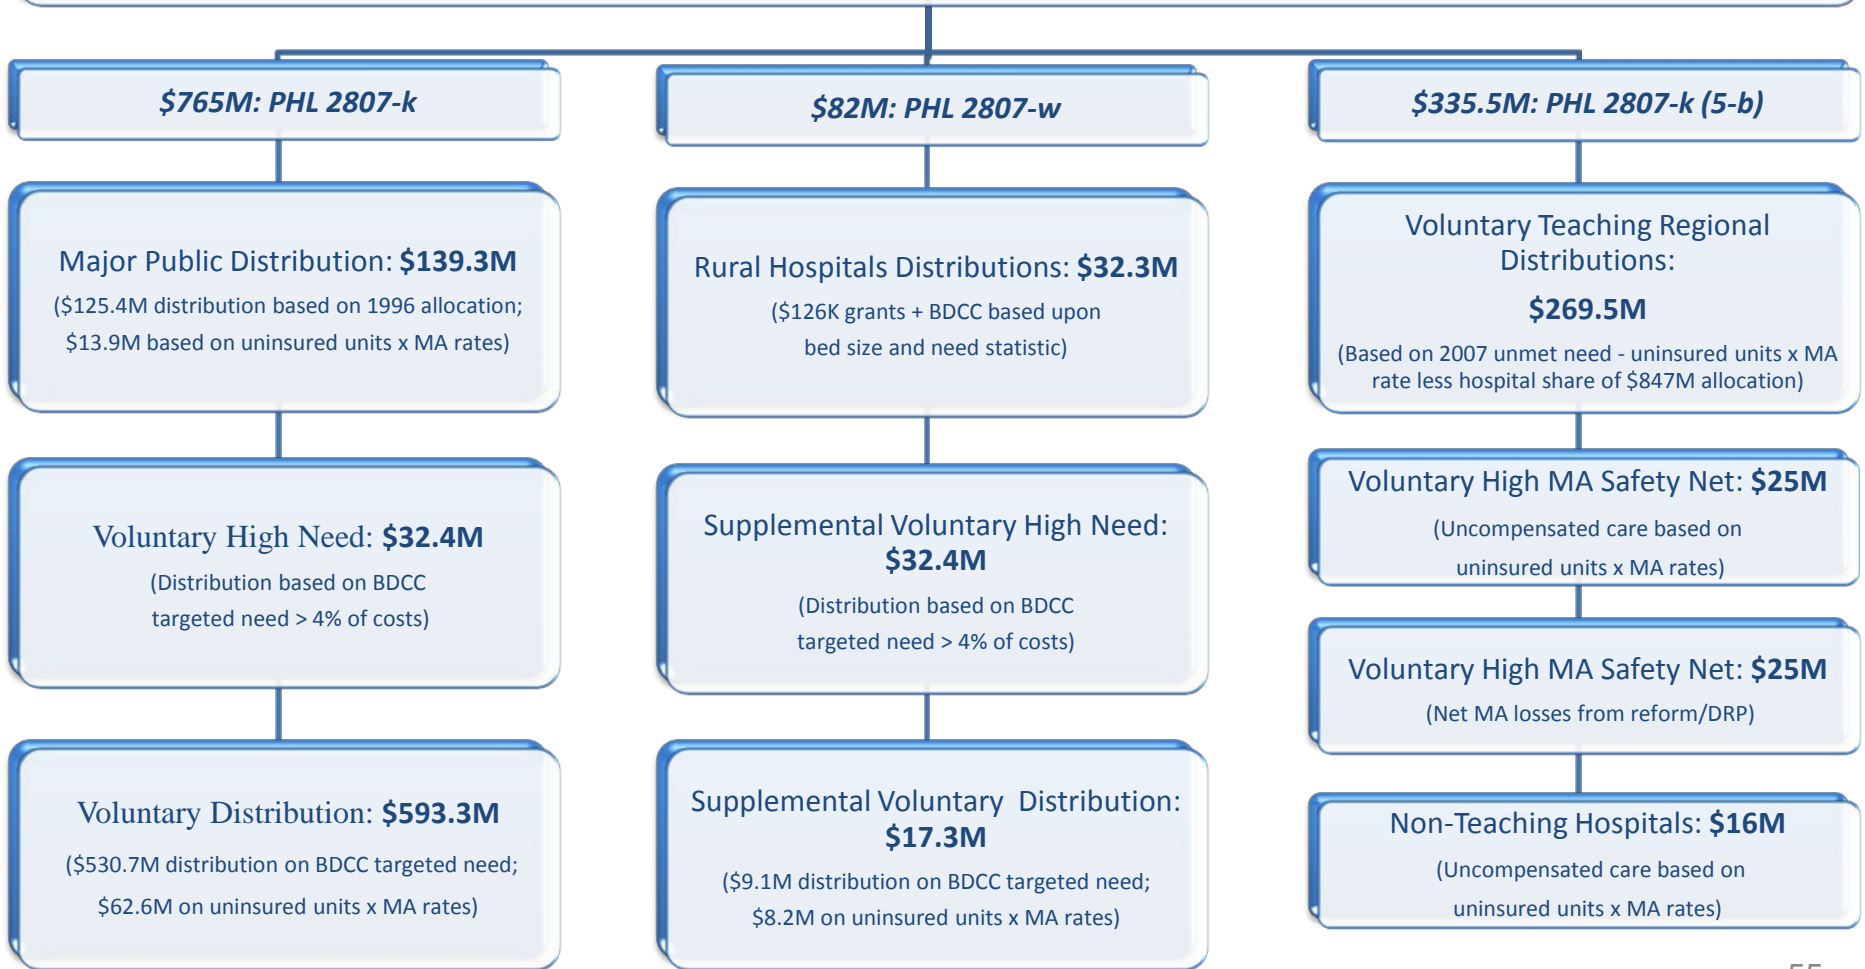 $765M: PHL 2807-k
Major Public Distribution: $139.3M
($125.4M distribution based on 1996 allocation;
$13.9M based on uninsured units x MA rates)
Voluntary High Need: $32.4M
(Distribution based on BDCC
targeted need > 4% of costs)
Voluntary Distribution: $593.3M
($530.7M distribution on BDCC targeted need;
$62.6M on uninsured units x MA rates)
$82M: PHL 2807-w
Rural Hospitals Distributions: $32.3M
($126K grants + BDCC based upon
bed size and need statistic)
Supplemental Voluntary High Need:
$32.4M
(Distribution based on BDCC
targeted need > 4% of costs)
Supplemental Voluntary Distribution:
$17.3M
($9.1M distribution on BDCC targeted need;
$8.2M on uninsured units x MA rates)
$335.5M: PHL 2807-k (5-b)
Voluntary Teaching Regional
Distributions:
$269.5M
(Based on 2007 unmet need - uninsured units x MA
rate less hospital share of $847M allocation)
Voluntary High MA Safety Net: $25M
(Uncompensated care based on
uninsured units x MA rates)
Voluntary High MA Safety Net: $25M
(Net MA losses from reform/DRP)
Non-Teaching Hospitals: $16M
(Uncompensated care based on
uninsured units x MA rates)